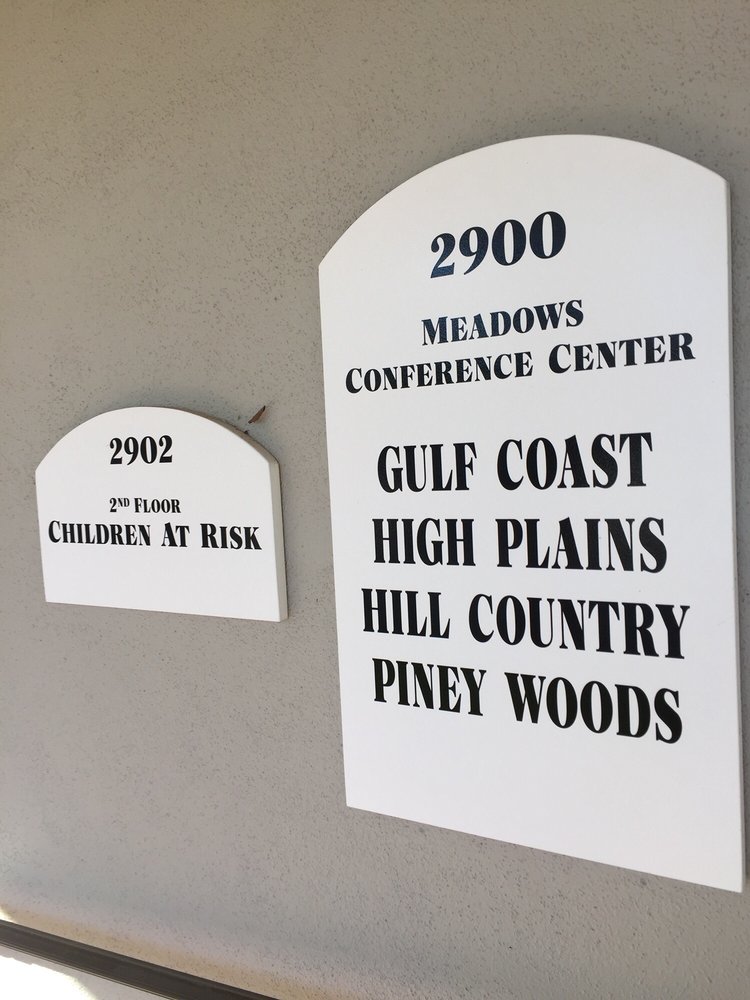 2902
2ND FLOOR
CHILDREN AT RISK
2900
MEADOWS
CONFERENCE CENTER
GULF COAST
HIGH PLAINS
HILL COUNTRY
PINEY WOODS